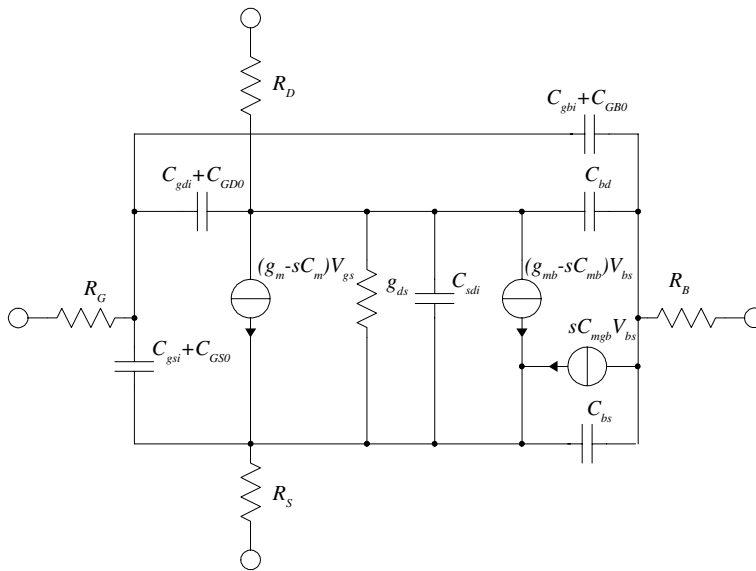 R_D
C_gbi+C_GB0
C_gdi+C_GD0
C_bd
(g_m-sC_m)V_gs
g_ds
C_sdi
(g_mb-sC_mb)V_bs
R_G
R_B
sC_mgb V_bs
C_gsi+C_GS0
C_bs
R_S